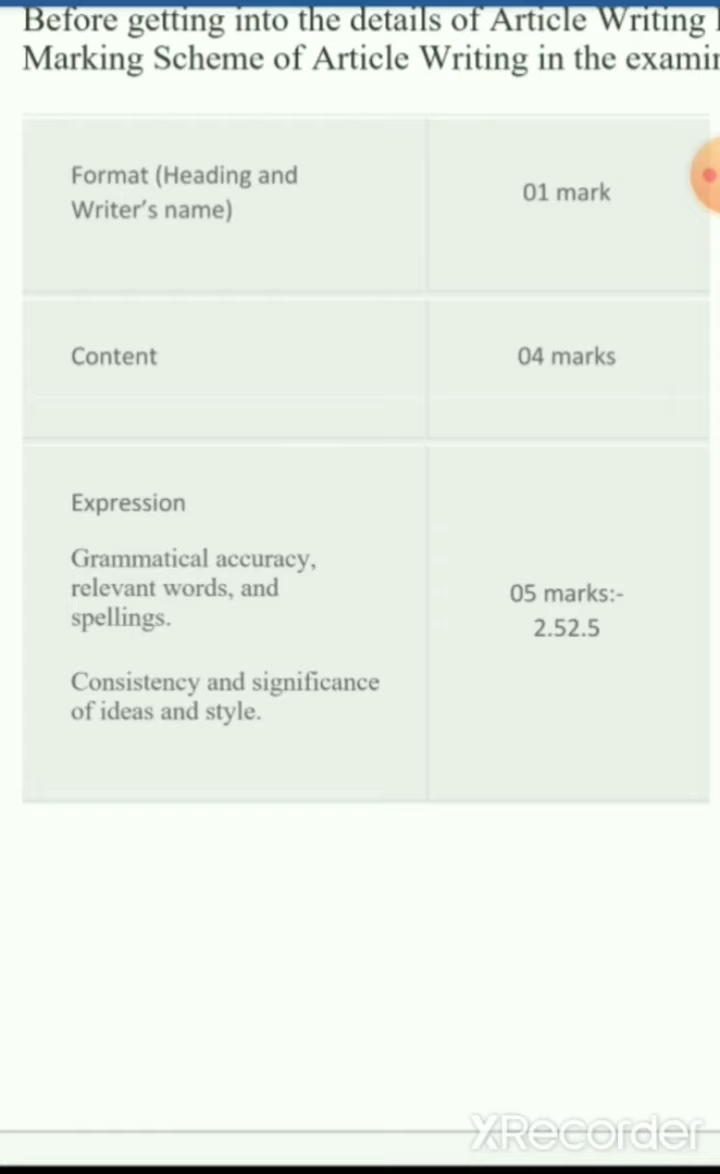 Before getting into the details of Article Writing
Marking Scheme of Article Writing in the
Format (Heading and
Writer's name)
01 mark
Content
04 marks
Expression
Grammatical accuracy,
relevant words, and
spellings.
Consistency and significance
of ideas and style.
05 marks:-
2.52.5
XRecorder